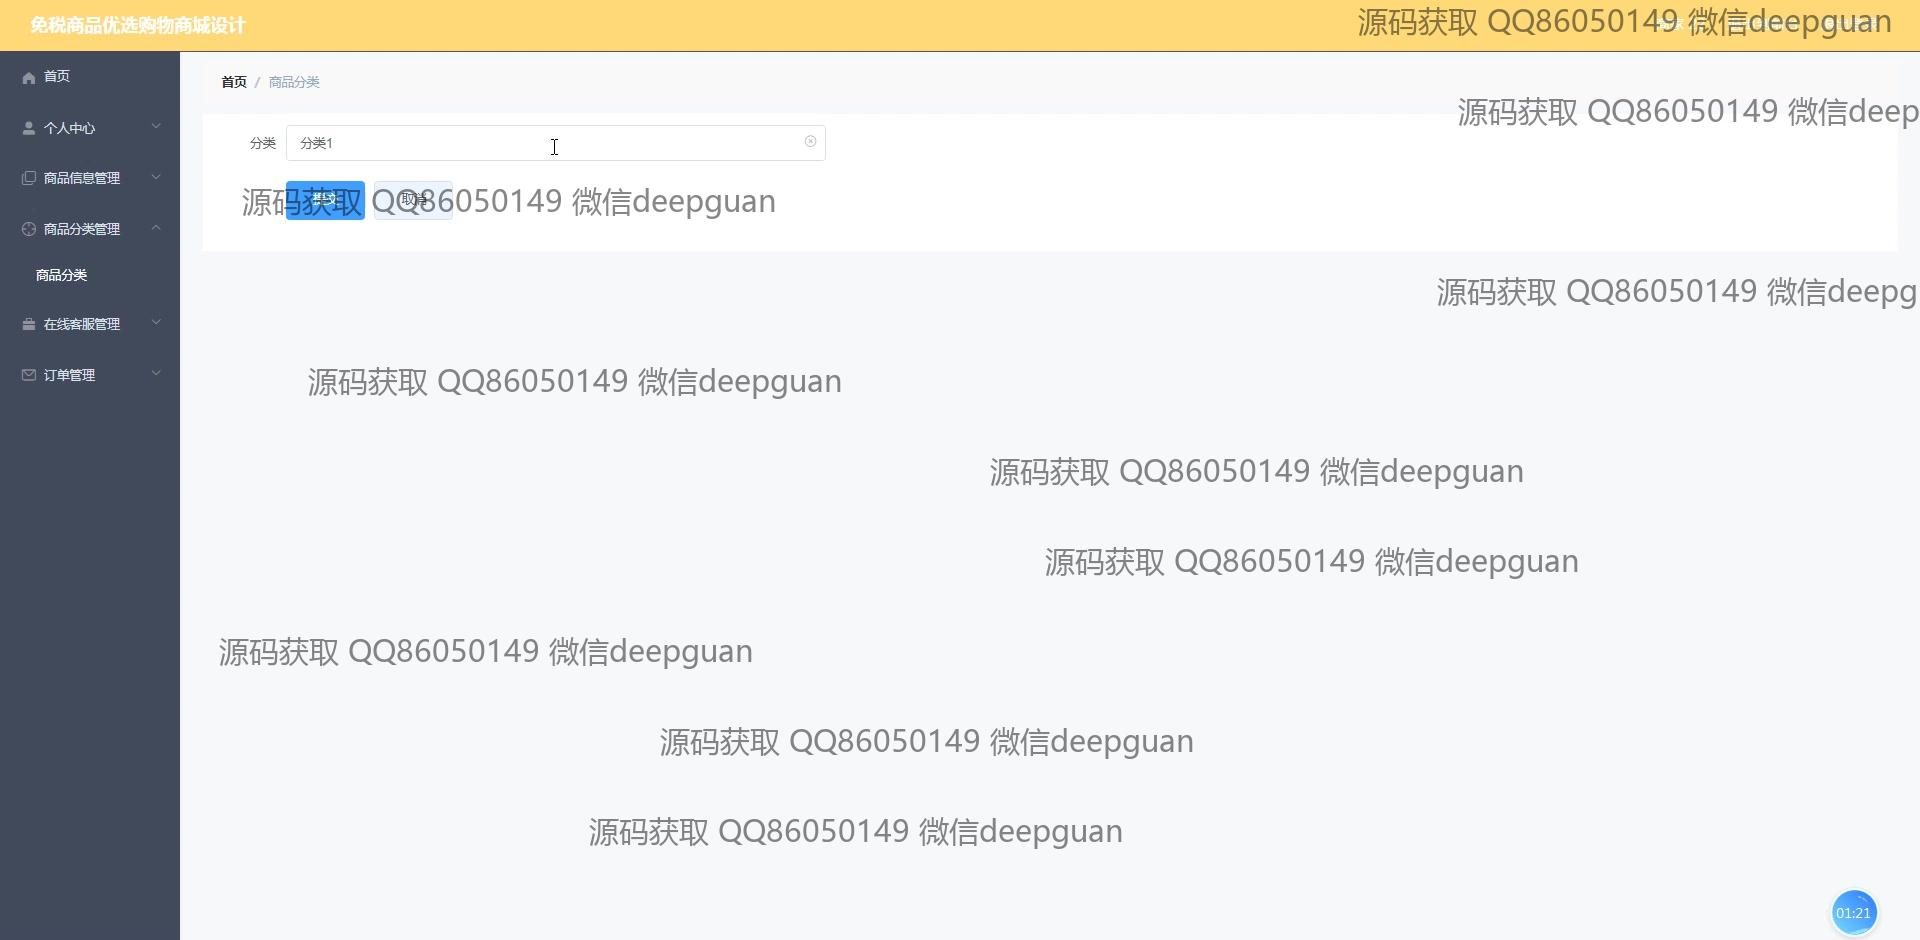 免税商品优选购物商城设计
源码获取 QQ86050149 微信deepguan
首页
个人中心
商品信息管理
商品分类管理
商品分类
在线客服管理
订单管理
首页 / 商品分类
源码获取 QQ86050149 微信deep
分类 分类1
提交 取消
源码获取 QQ86050149 微信deepguan
源码获取 QQ86050149 微信deepg
源码获取 QQ86050149 微信deepguan
源码获取 QQ86050149 微信deepguan
源码获取 QQ86050149 微信deepguan
源码获取 QQ86050149 微信deepguan
源码获取 QQ86050149 微信deepguan
源码获取 QQ86050149 微信deepguan
01:21